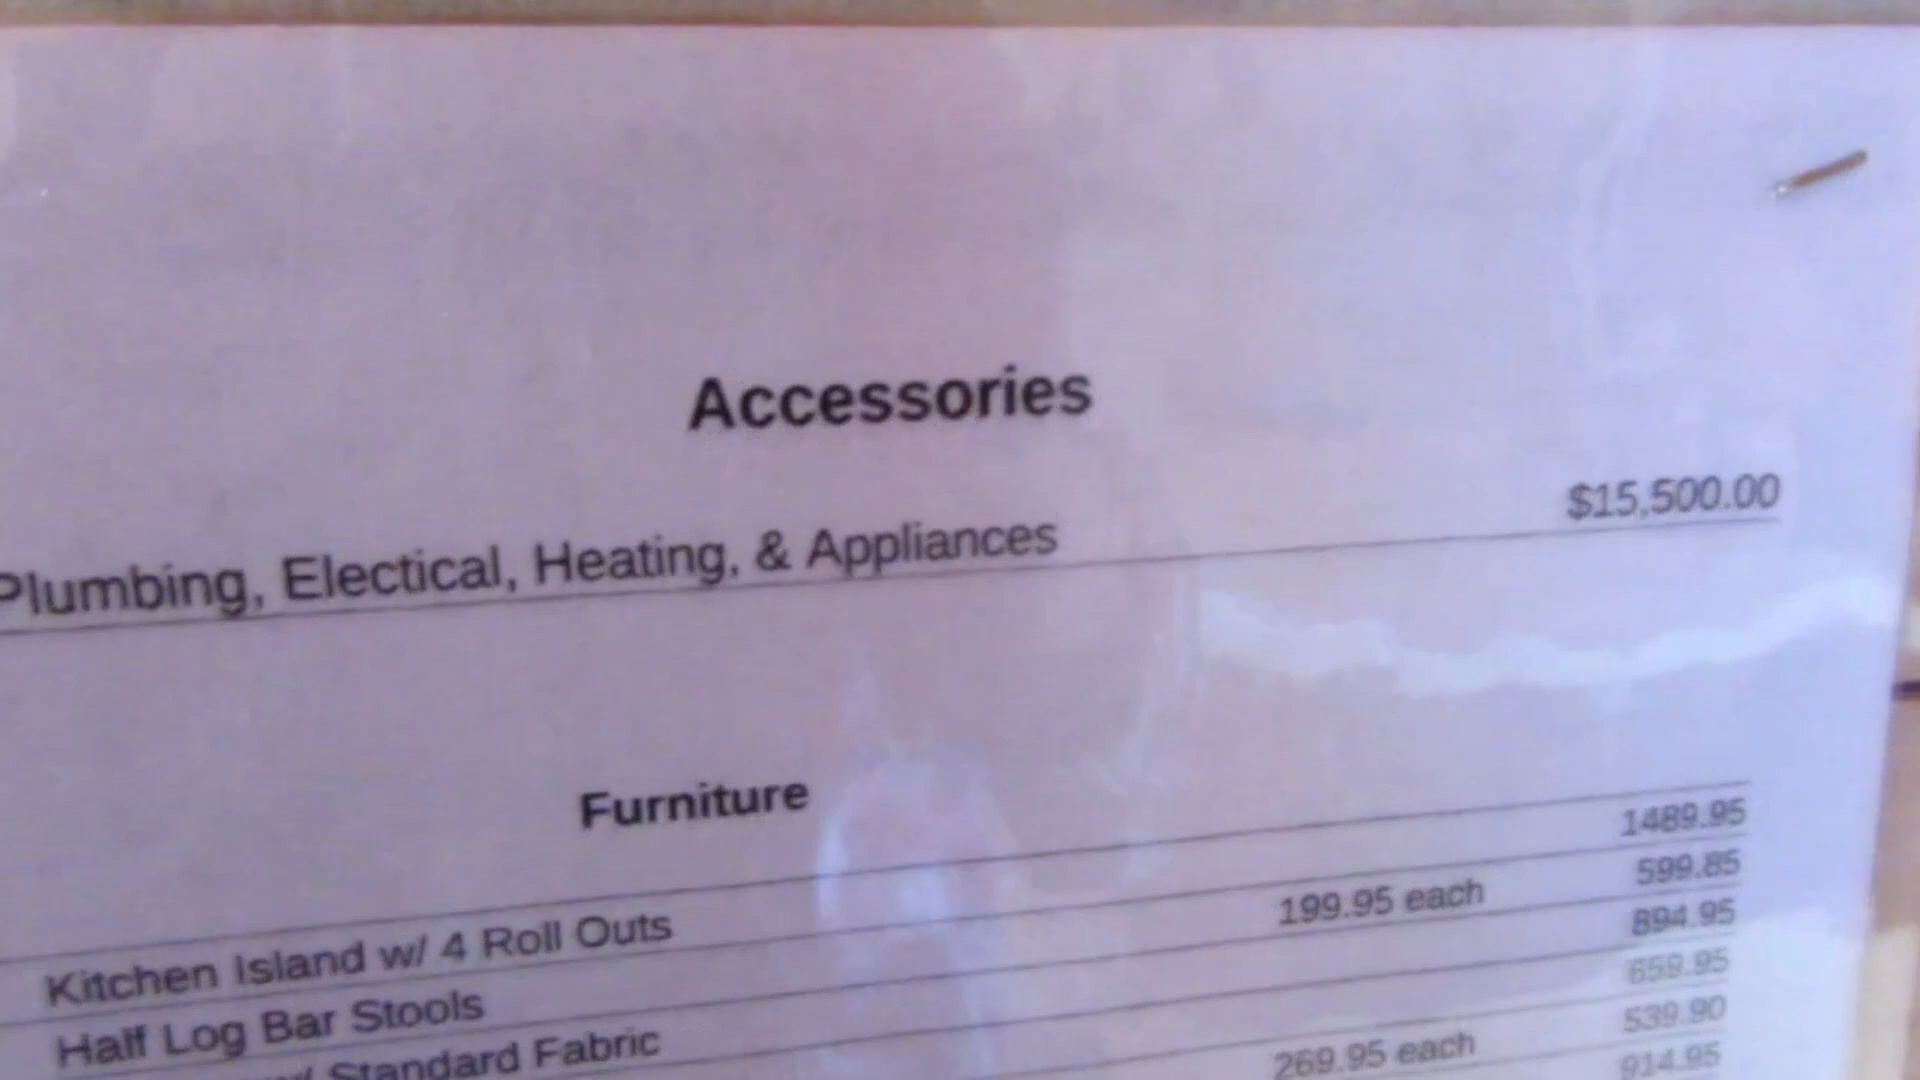 Accessories
Plumbing, Electical, Heating, & Appliances $15,500.00
Furniture
Kitchen Island w/ 4 Roll Outs 1489.95
Half Log Bar Stools 199.95 each 599.85
w/ Standard Fabric 894.95
659.95
269.95 each 539.90
914.95